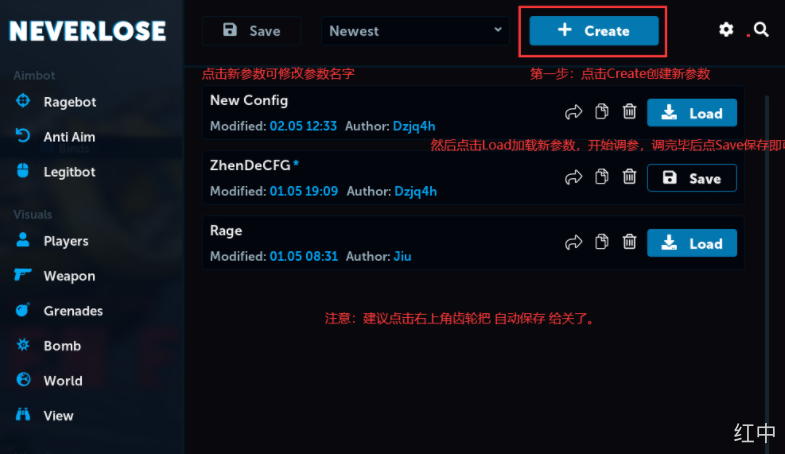 NEVERLOSE
Save
Newest
Create
Aimbot
Ragebot
Anti Aim
Legitbot
Visuals
Players
Weapon
Grenades
Bomb
World
View
点击新参数可修改参数名字
第一步：点击Create创建新参数
New Config
Modified: 02.05 12:33 Author: Dzjq4h
Load
然后点击Load加载新参数，开始调参，调完毕后点Save保存即可
ZhenDeCFG *
Modified: 01.05 19:09 Author: Dzjq4h
Save
Rage
Modified: 01.05 08:31 Author: Jiu
Load
注意：建议点击右上角齿轮把 自动保存 给关了。
红中